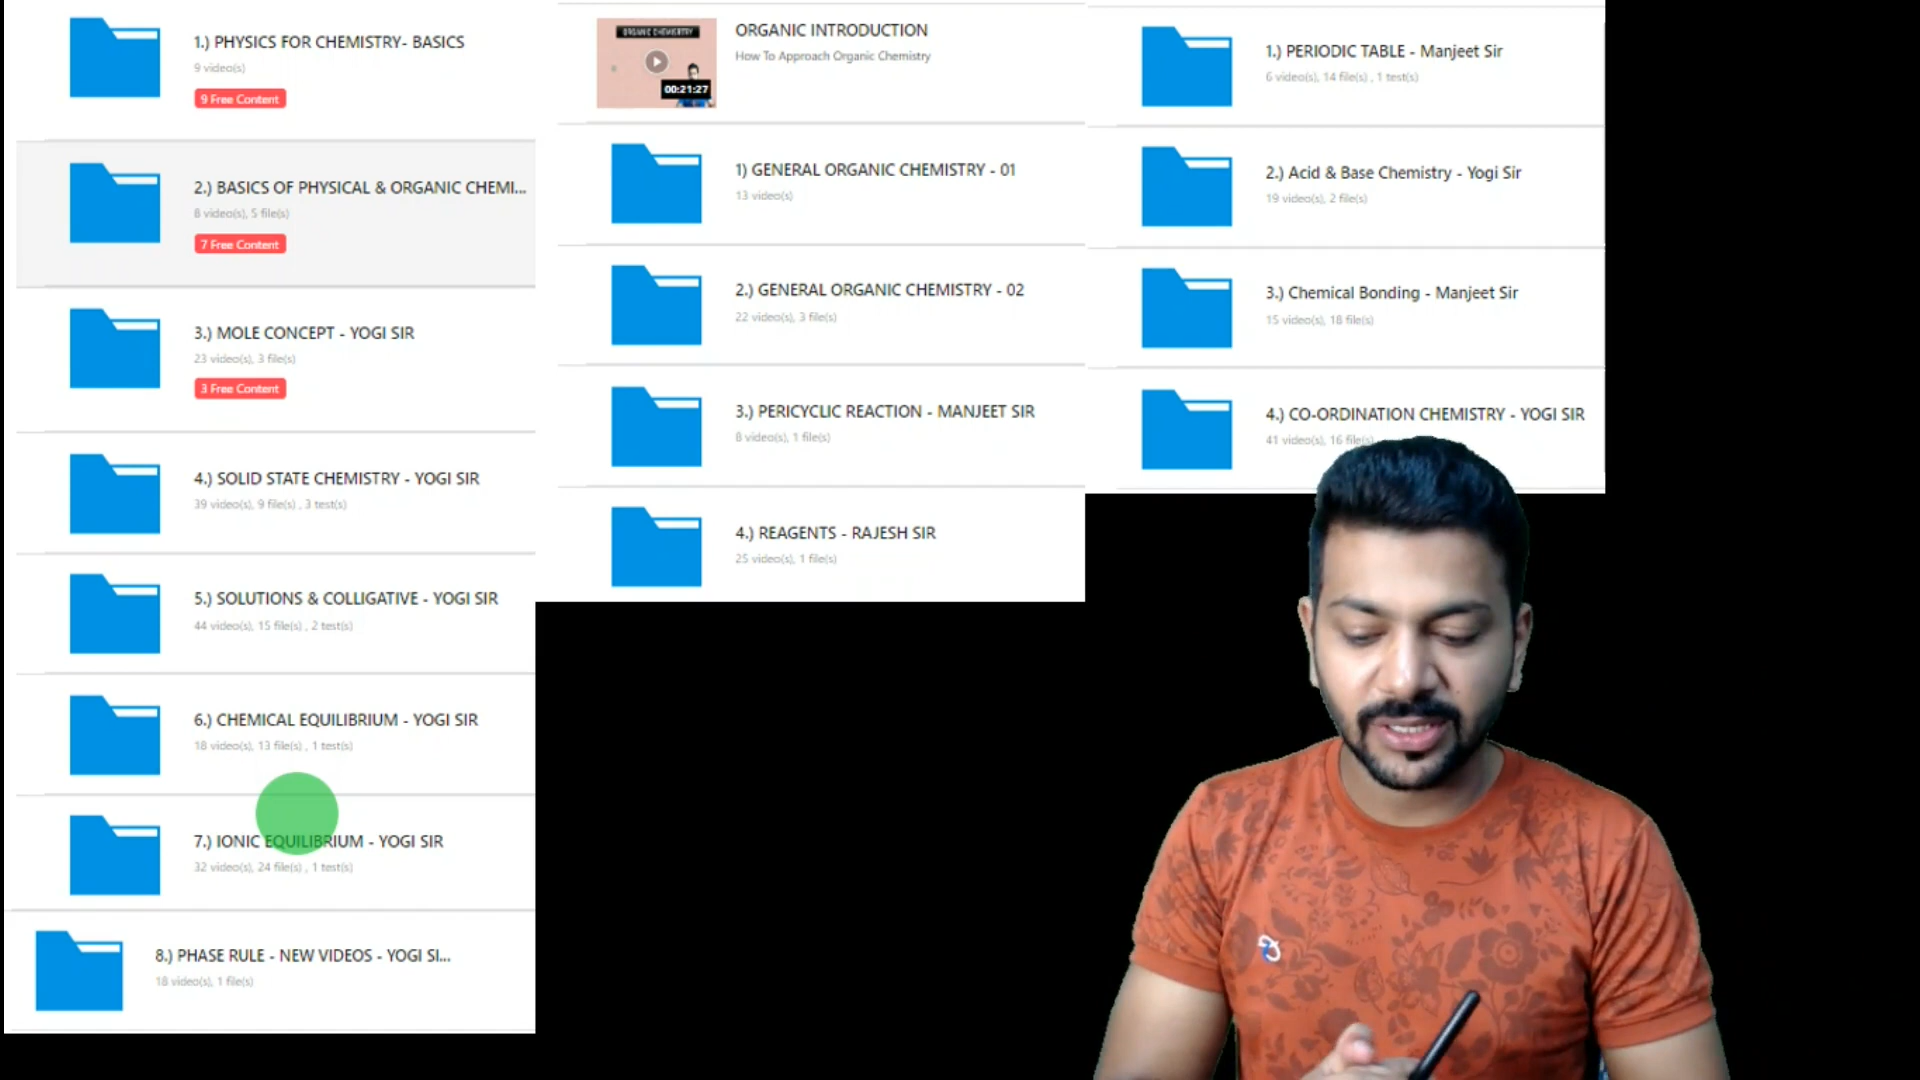 1.) PHYSICS FOR CHEMISTRY- BASICS
9 video(s)
9 Free Content
2.) BASICS OF PHYSICAL & ORGANIC CHEMI...
8 video(s), 5 file(s)
7 Free Content
3.) MOLE CONCEPT - YOGI SIR
23 video(s), 3 file(s)
3 Free Content
4.) SOLID STATE CHEMISTRY - YOGI SIR
39 video(s), 9 file(s) , 3 test(s)
5.) SOLUTIONS & COLLIGATIVE - YOGI SIR
44 video(s), 15 file(s) , 2 test(s)
6.) CHEMICAL EQUILIBRIUM - YOGI SIR
18 video(s), 13 file(s) , 1 test(s)
7.) IONIC EQUILIBRIUM - YOGI SIR
32 video(s), 24 file(s) , 1 test(s)
8.) PHASE RULE - NEW VIDEOS - YOGI SI...
18 video(s), 1 file(s)
ORGANIC CHEMISRTRY
00:21:27
ORGANIC INTRODUCTION
How To Approach Organic Chemistry
1) GENERAL ORGANIC CHEMISTRY - 01
13 video(s)
2.) GENERAL ORGANIC CHEMISTRY - 02
22 video(s), 3 file(s)
3.) PERICYCLIC REACTION - MANJEET SIR
8 video(s), 1 file(s)
4.) REAGENTS - RAJESH SIR
25 video(s), 1 file(s)
1.) PERIODIC TABLE - Manjeet Sir
6 video(s), 14 file(s) , 1 test(s)
2.) Acid & Base Chemistry - Yogi Sir
19 video(s), 2 file(s)
3.) Chemical Bonding - Manjeet Sir
15 video(s), 18 file(s)
4.) CO-ORDINATION CHEMISTRY - YOGI SIR
41 video(s), 16 file(s)